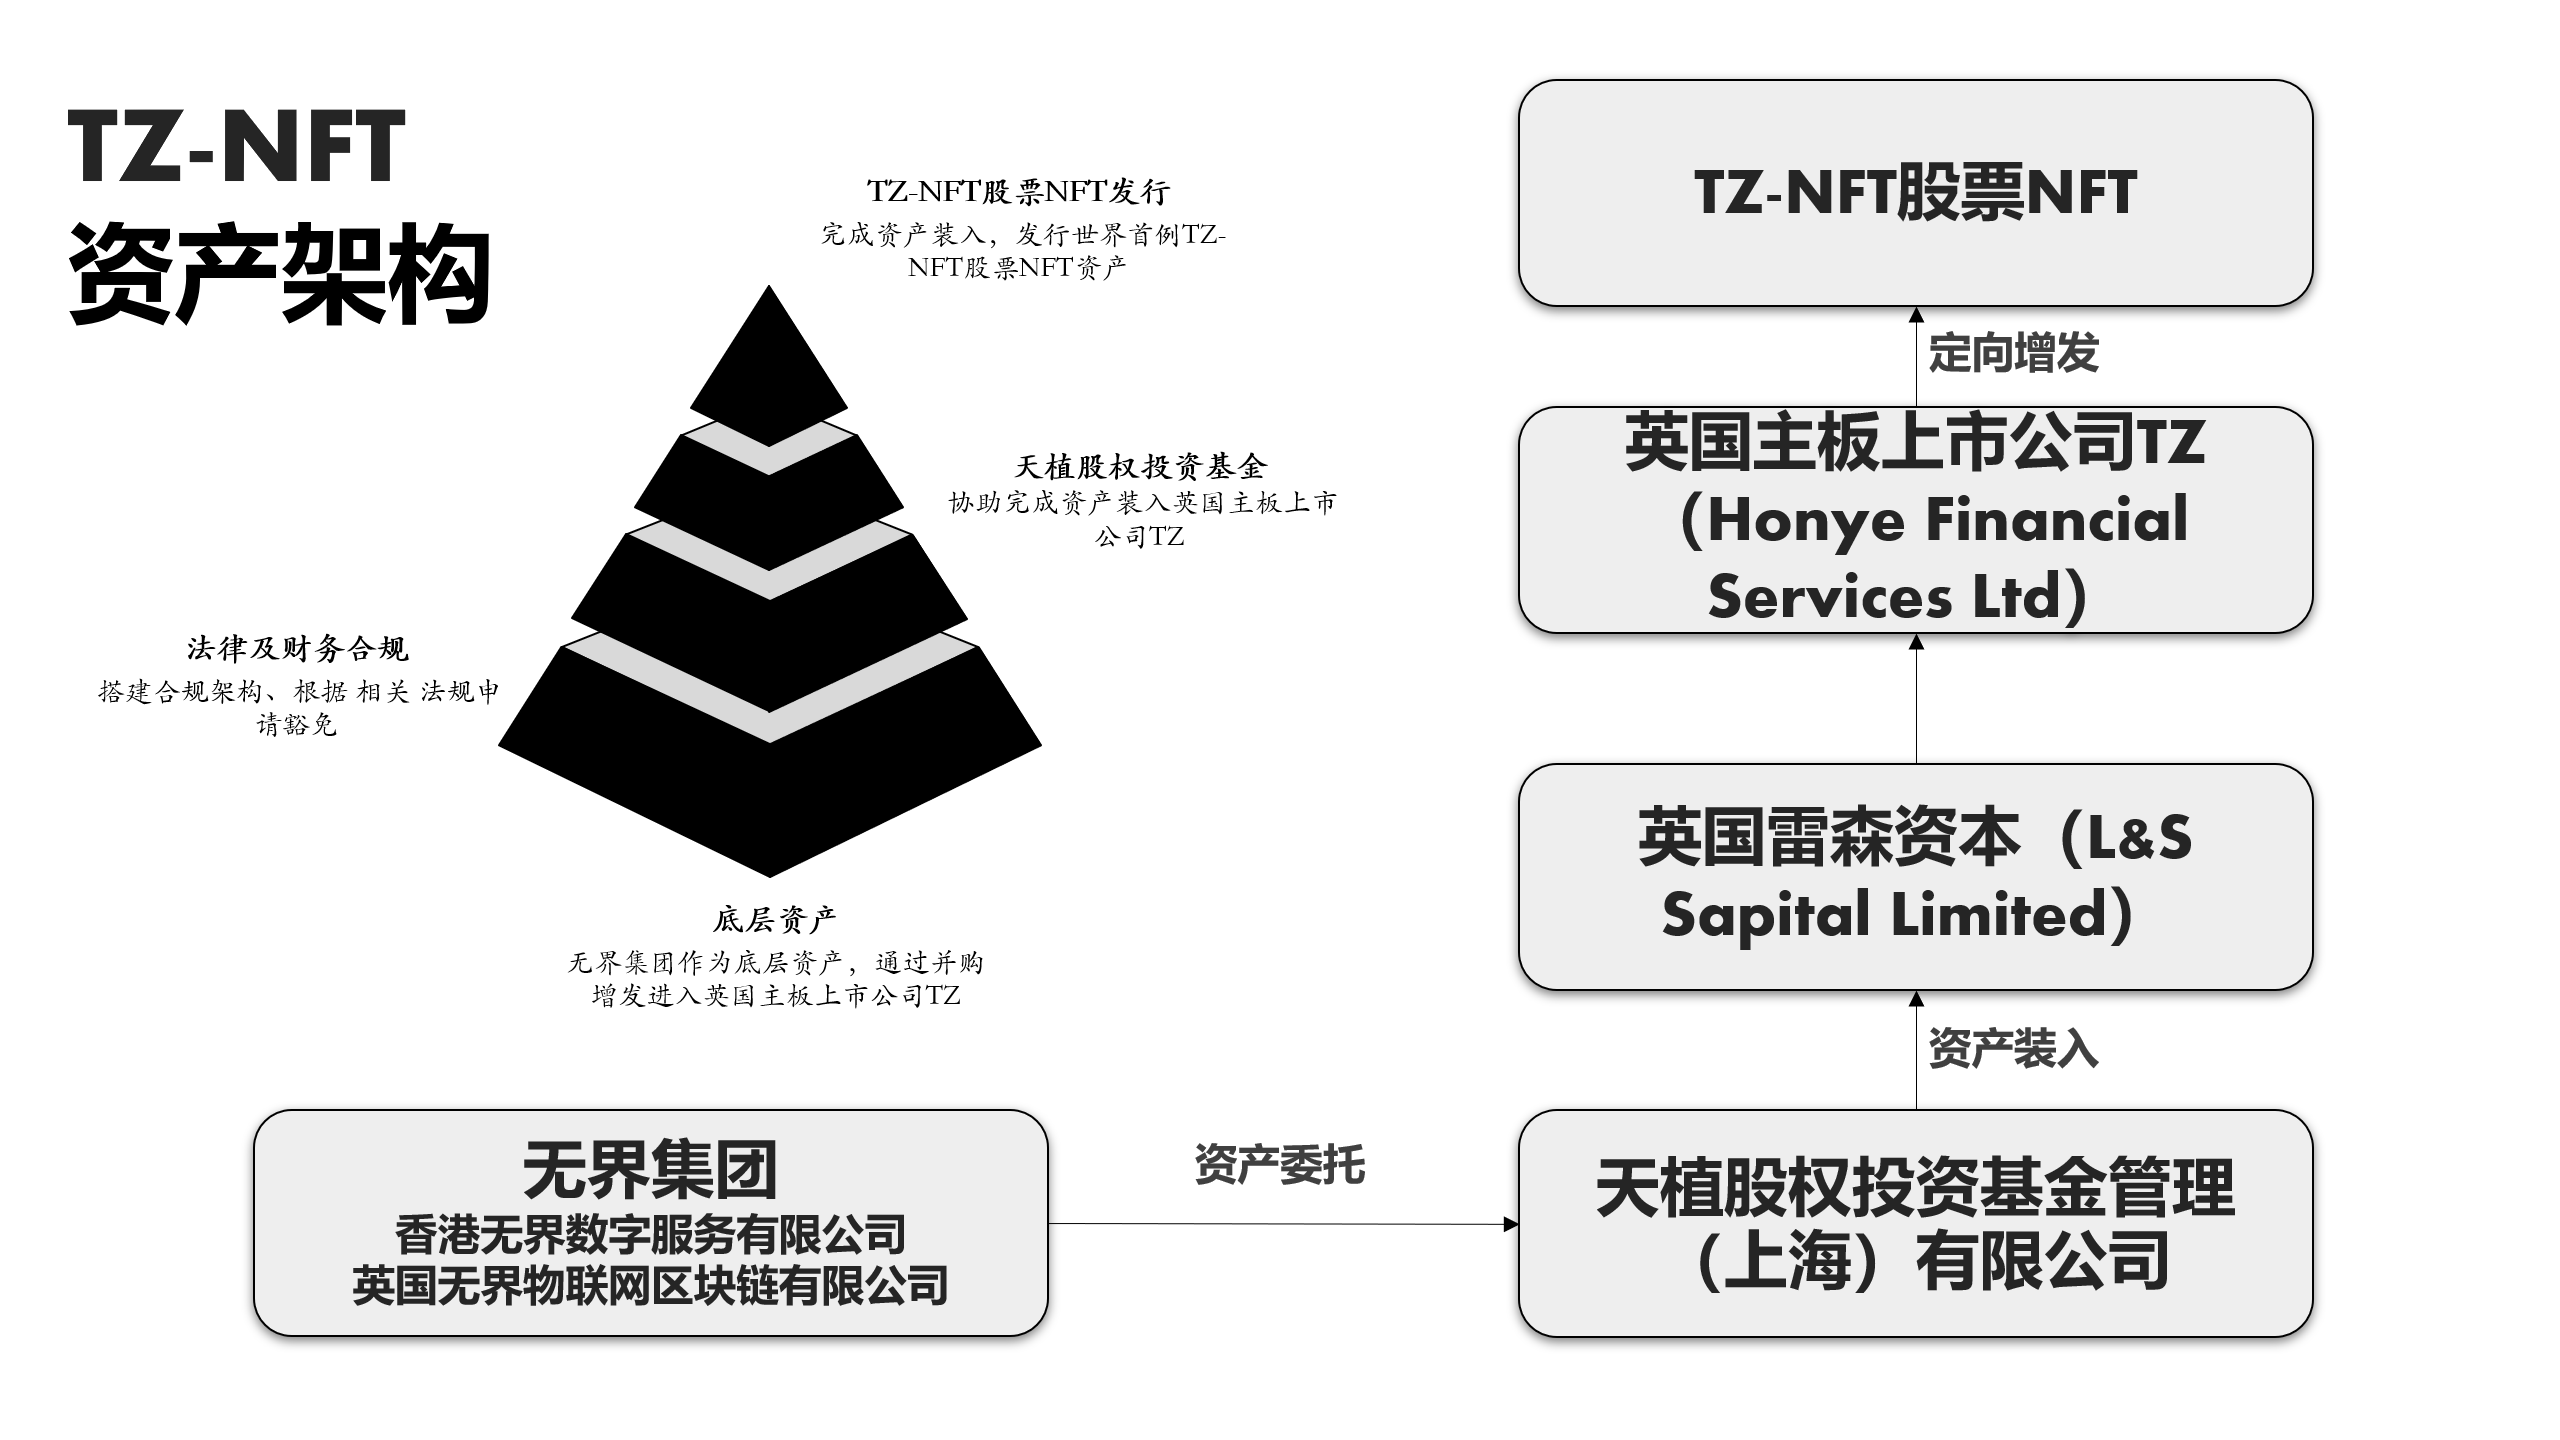 TZ-NFT
资产架构
TZ-NFT股票NFT发行
完成资产装入，发行世界首例TZ-
NFT股票NFT资产
天植股权投资基金
协助完成资产装入英国主板上市
公司TZ
法律及财务合规
搭建合规架构、根据 相关 法规申
请豁免
底层资产
无界集团作为底层资产，通过并购
增发进入英国主板上市公司TZ
TZ-NFT股票NFT
定向增发
英国主板上市公司TZ
（Honye Financial
Services Ltd）
英国雷森资本（L&S
Sapital Limited）
资产装入
无界集团
香港无界数字服务有限公司
英国无界物联网区块链有限公司
资产委托
天植股权投资基金管理
（上海）有限公司